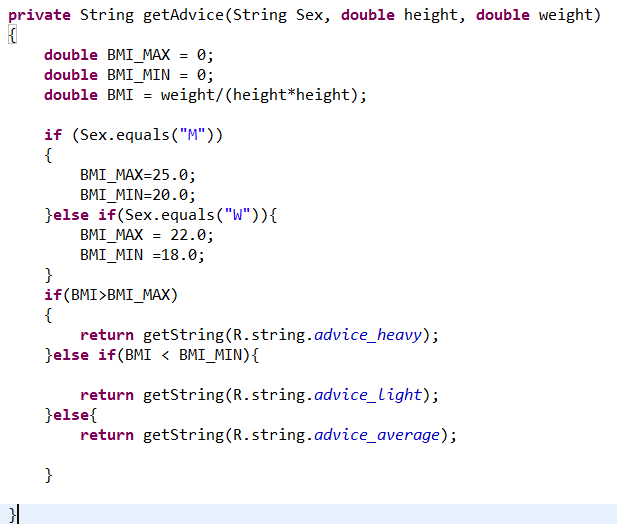 private String getAdvice(String Sex, double height, double weight)
{
    double BMI_MAX = 0;
    double BMI_MIN = 0;
    double BMI = weight/(height*height);

    if (Sex.equals("M"))
    {
        BMI_MAX=25.0;
        BMI_MIN=20.0;
    }else if(Sex.equals("W")){
        BMI_MAX = 22.0;
        BMI_MIN =18.0;
    }
    if(BMI>BMI_MAX)
    {
        return getString(R.string.advice_heavy);
    }else if(BMI < BMI_MIN){

        return getString(R.string.advice_light);
    }else{
        return getString(R.string.advice_average);

    }

}